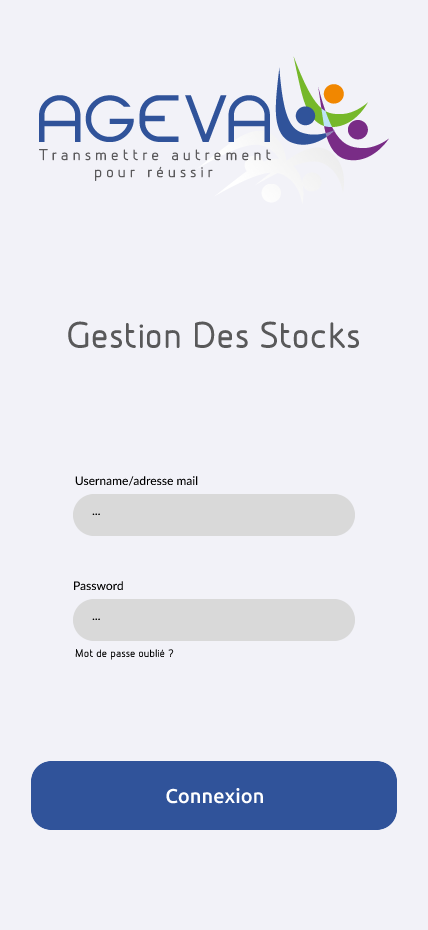 AGEVAL
Transmettre autrement
pour réussir
Gestion Des Stocks
Username/adresse mail
...
Password
...
Mot de passe oublié ?
Connexion